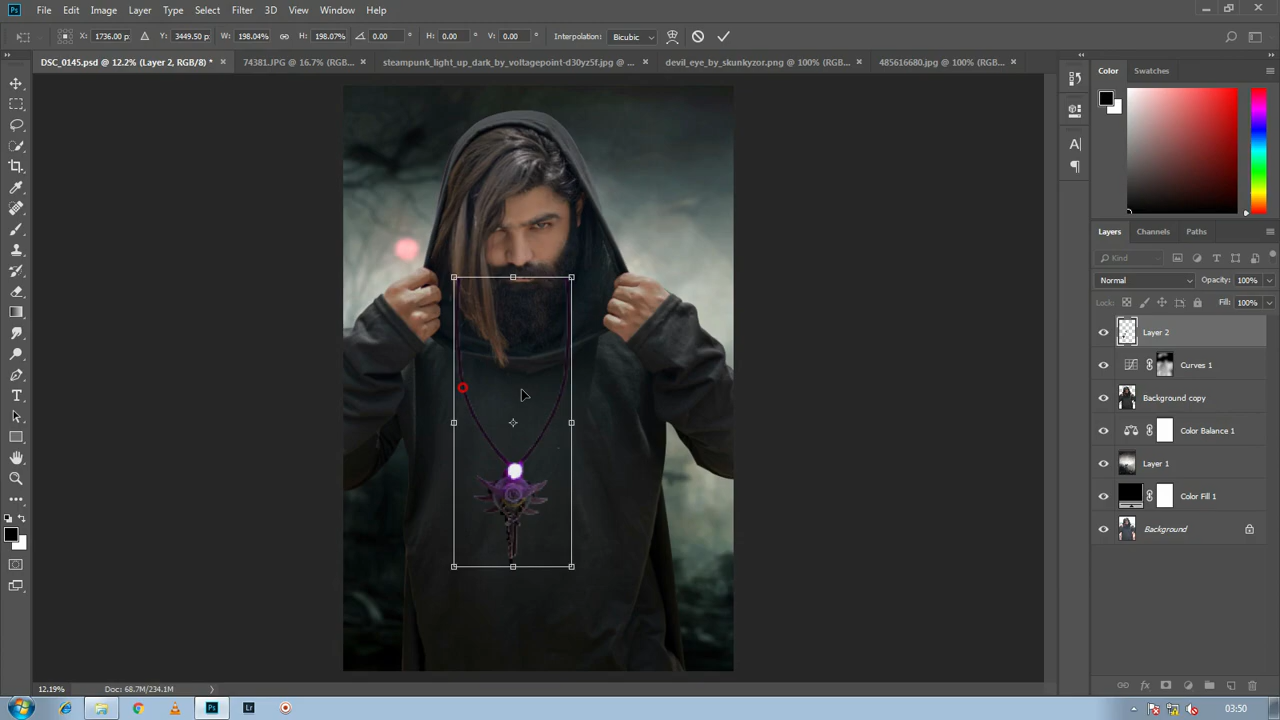 Ps File Edit Image Layer Type Select Filter 3D View Window Help
X: 1736.00 p Y: 3449.50 p W: 198.04% H: 198.07% 0.00 ° H: 0.00 ° V: 0.00 ° Interpolation: Bicubic
DSC_0145.psd @ 12.2% (Layer 2, RGB/8) * × 74381.JPG @ 16.7% (RGB... × steampunk_light_up_dark_by_voltagepoint-d30yz5f.jpg @ ... × devil_eye_by_skunkyzor.png @ 100% (RGB... × 485616680.jpg @ 100% (RGB... ×
Color Swatches
Layers Channels Paths
Kind
Normal Opacity: 100%
Lock: Fill: 100%
Layer 2
Curves 1
Background copy
Color Balance 1
Layer 1
Color Fill 1
Background
12.19% Doc: 68.7M/234.1M
Ps Lr 03:50